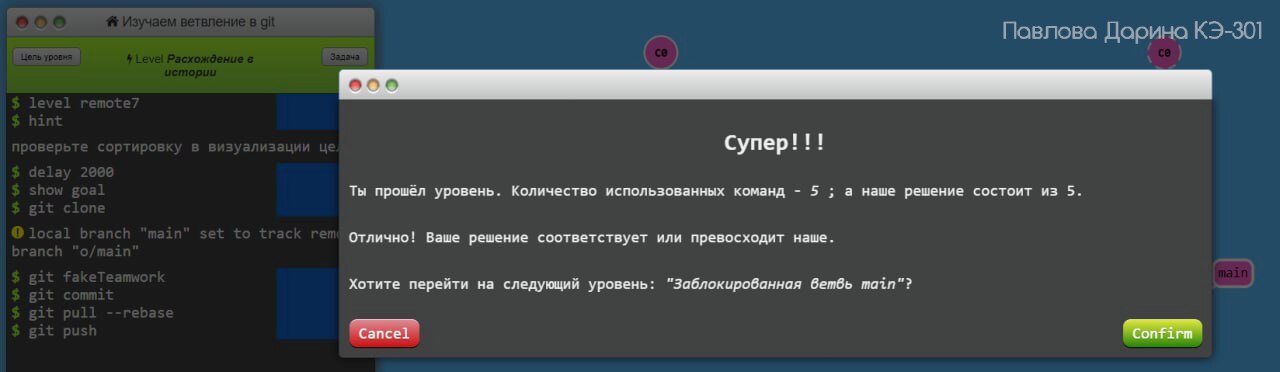 Изучаем ветвление в git
Павлова Дарина КЭ-301
Цель уровня
Level Расхождение в
истории
Задача
c0
c0
$ level remote7
$ hint
проверьте сортировку в визуализации
$ delay 2000
$ show goal
$ git clone
local branch "main" set to track
branch "o/main"
$ git fakeTeamwork
$ git commit
$ git pull --rebase
$ git push
Супер!!!
Ты прошёл уровень. Количество использованных команд - 5 ; а наше решение состоит из 5.
Отлично! Ваше решение соответствует или превосходит наше.
Хотите перейти на следующий уровень: "Заблокированная ветвь main"?
Cancel
Confirm
main